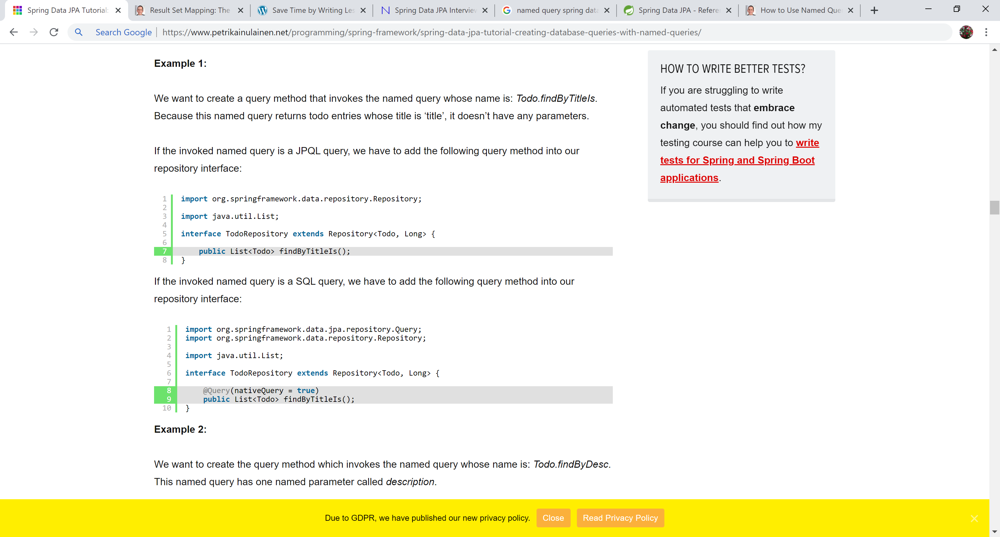 Spring Data JPA Tutorial:
Result Set Mapping: The
Save Time by Writing Les
Spring Data JPA Interview
named query spring data
Spring Data JPA - Refere
How to Use Named Que
Search Google
https://www.petrikainulainen.net/programming/spring-framework/spring-data-jpa-tutorial-creating-database-queries-with-named-queries/
Example 1:
We want to create a query method that invokes the named query whose name is: Todo.findByTitleIs.
Because this named query returns todo entries whose title is ‘title’, it doesn’t have any parameters.
If the invoked named query is a JPQL query, we have to add the following query method into our
repository interface:
1 import org.springframework.data.repository.Repository;
2
3 import java.util.List;
4
5 interface TodoRepository extends Repository<Todo, Long> {
6
7 public List<Todo> findByTitleIs();
8 }
If the invoked named query is a SQL query, we have to add the following query method into our
repository interface:
1 import org.springframework.data.jpa.repository.Query;
2 import org.springframework.data.repository.Repository;
3
4 import java.util.List;
5
6 interface TodoRepository extends Repository<Todo, Long> {
7
8 @Query(nativeQuery = true)
9 public List<Todo> findByTitleIs();
10 }
Example 2:
We want to create the query method which invokes the named query whose name is: Todo.findByDesc.
This named query has one named parameter called description.
HOW TO WRITE BETTER TESTS?
If you are struggling to write
automated tests that embrace
change, you should find out how my
testing course can help you to write
tests for Spring and Spring Boot
applications.
Due to GDPR, we have published our new privacy policy.
Close
Read Privacy Policy